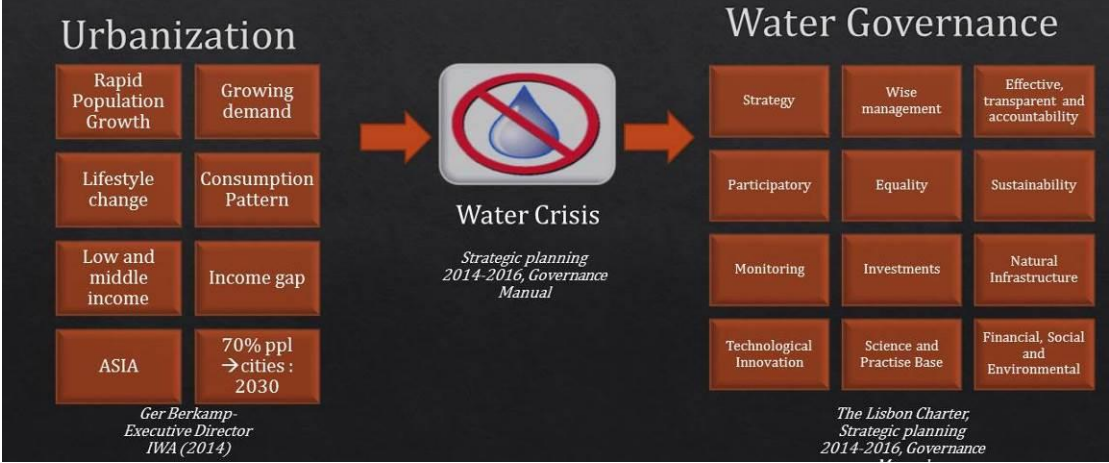 Urbanization
Rapid
Population
Growth
Growing
demand
Lifestyle
change
Consumption
Pattern
Low and
middle
income
Income gap
ASIA
70% ppl
→cities :
2030
Ger Berkamp-
Executive Director
IWA (2014)
Water Crisis
Strategic planning
2014-2016, Governance
Manual
Water Governance
Strategy
Wise
management
Effective,
transparent and
accountability
Participatory
Equality
Sustainability
Monitoring
Investments
Natural
Infrastructure
Technological
Innovation
Science and
Practise Base
Financial, Social
and
Environmental
The Lisbon Charter,
Strategic planning
2014-2016, Governance